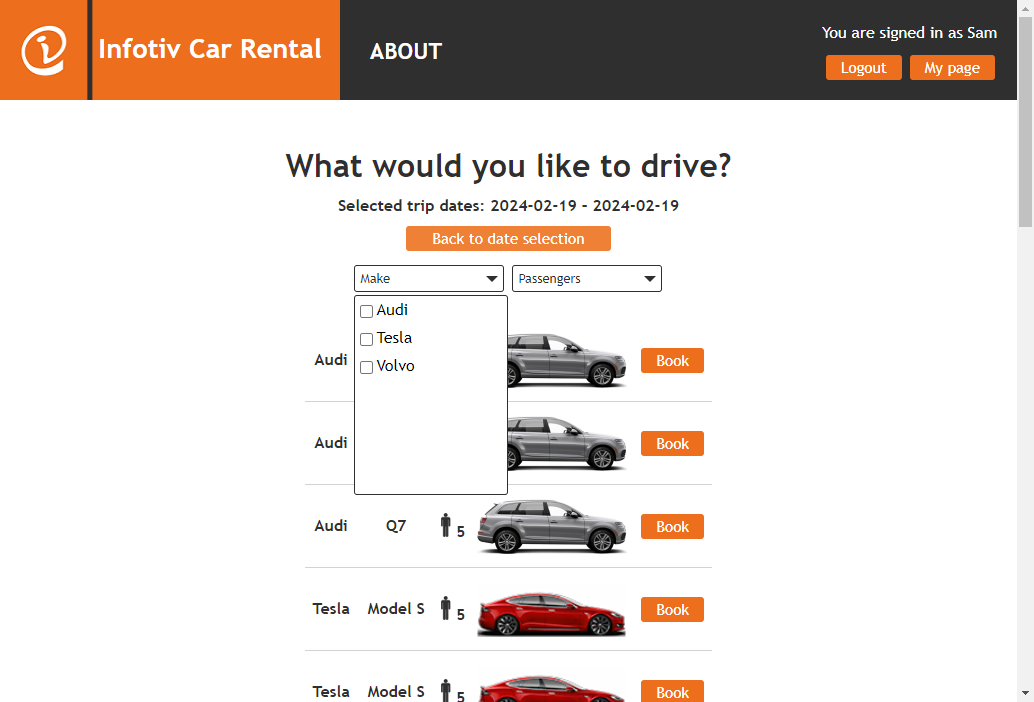 Infotiv Car Rental
ABOUT
You are signed in as Sam
Logout
My page
What would you like to drive?
Selected trip dates: 2024-02-19 – 2024-02-19
Back to date selection
Make
Passengers
Audi
Tesla
Volvo
Audi
Book
Audi
Book
Audi Q7 5 Book
Tesla Model S 5 Book
Tesla Model S 5 Book